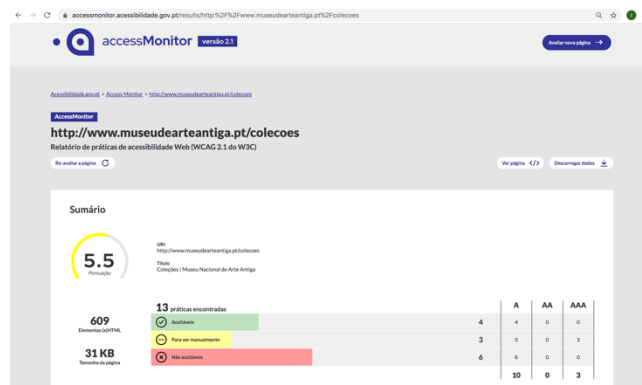 accessmonitor.acessibilidade.gov.pt/results/http:%2F%2Fwww.museudearteantiga.pt%2Fcolecoes
accessMonitor versão 2.1
Avaliar nova página
Acessibilidade.gov.pt > Access Monitor > http://www.museudearteantiga.pt/colecoes
AccessMonitor
http://www.museudearteantiga.pt/colecoes
Relatório de práticas de acessibilidade Web (WCAG 2.1 do W3C)
Re-avaliar a página
Ver página </>
Descarregar dados
Sumário
5.5
Pontuação
URI
http://www.museudearteantiga.pt/colecoes
Título
Coleções | Museu Nacional de Arte Antiga
609
Elementos (x)HTML
31 KB
Tamanho da página
13 práticas encontradas A AA AAA
Aceitáveis 4 4 0 0
Para ver manualmente 3 0 0 3
Não aceitáveis 6 6 0 0
10 0 3